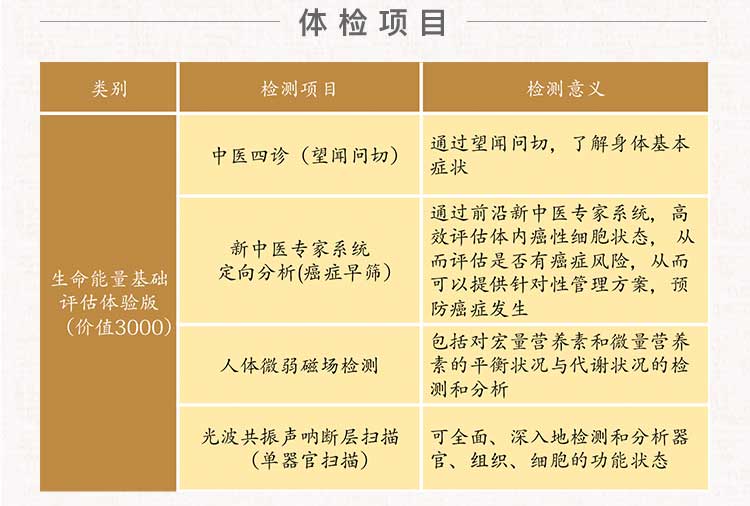 体检项目
类别
检测项目
检测意义
生命能量基础
评估体验版
（价值3000）
中医四诊（望闻问切）
通过望闻问切，了解身体基本
症状
新中医专家系统
定向分析(癌症早筛）
通过前沿新中医专家系统，高
效评估体内癌性细胞状态，从
而评估是否有癌症风险，从而
可以提供针对性管理方案，预
防癌症发生
人体微弱磁场检测
包括对宏量营养素和微量营养
素的平衡状况与代谢状况的检
测和分析
光波共振声呐断层扫描
（单器官扫描）
可全面、深入地检测和分析器
官、组织、细胞的功能状态